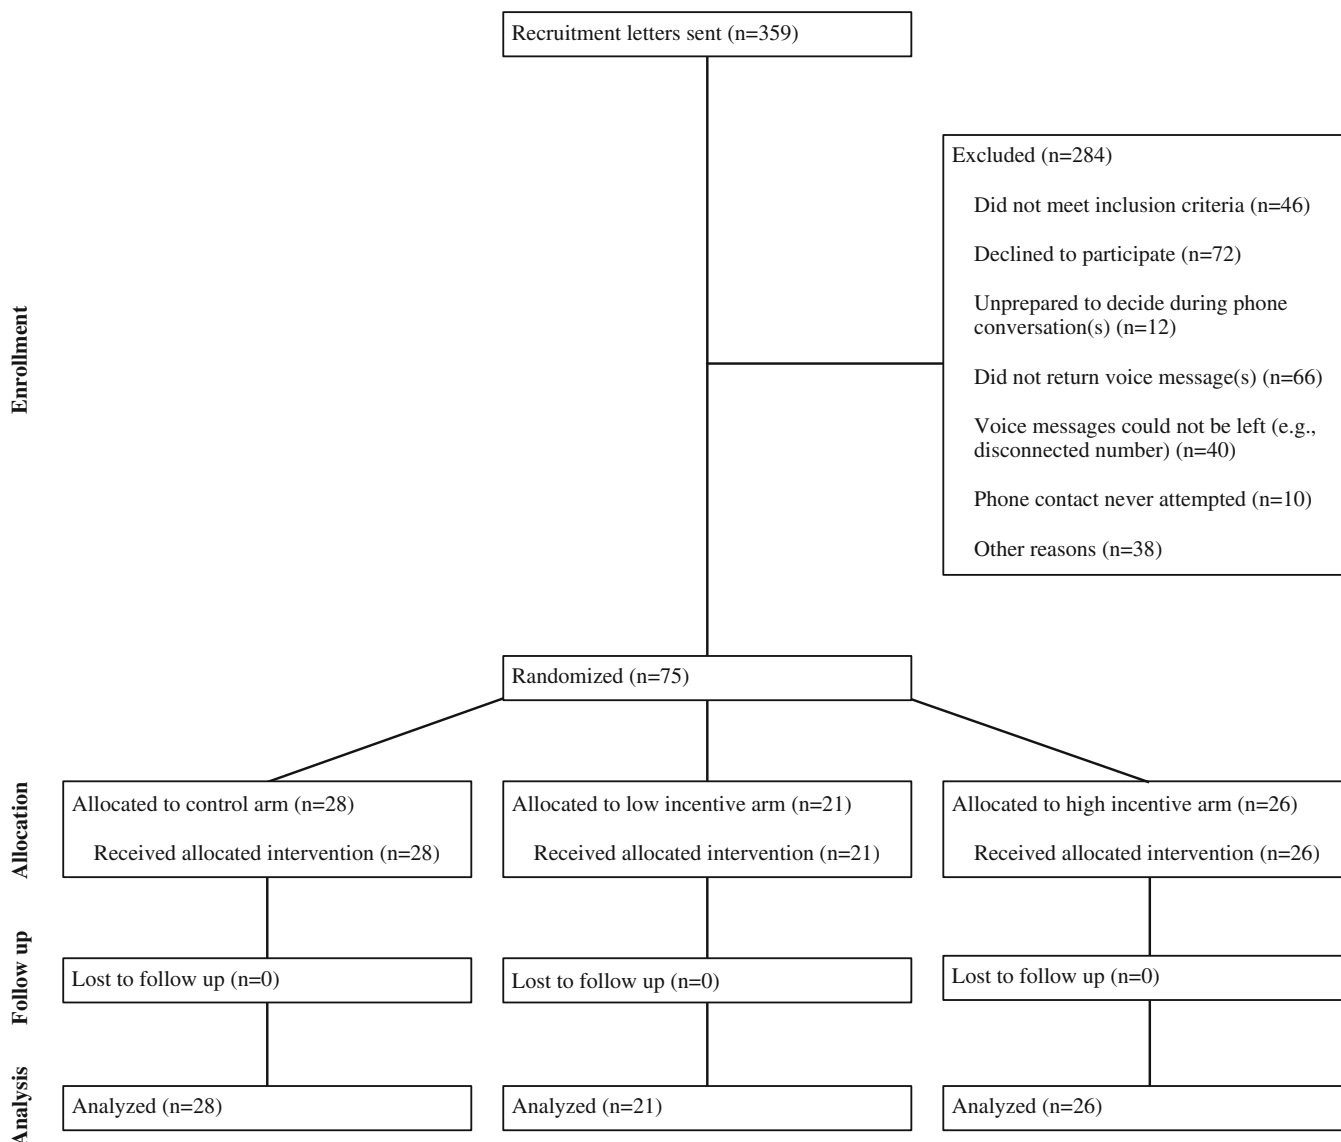 Recruitment letters sent (n=359)
Excluded (n=284)
Did not meet inclusion criteria (n=46)
Declined to participate (n=72)
Unprepared to decide during phone
conversation(s) (n=12)
Did not return voice message(s) (n=66)
Voice messages could not be left (e.g.,
disconnected number) (n=40)
Phone contact never attempted (n=10)
Other reasons (n=38)
Enrollment
Randomized (n=75)
Allocation
Allocated to control arm (n=28)
Received allocated intervention (n=28)
Allocated to low incentive arm (n=21)
Received allocated intervention (n=21)
Allocated to high incentive arm (n=26)
Received allocated intervention (n=26)
Follow up
Lost to follow up (n=0)
Lost to follow up (n=0)
Lost to follow up (n=0)
Analysis
Analyzed (n=28)
Analyzed (n=21)
Analyzed (n=26)